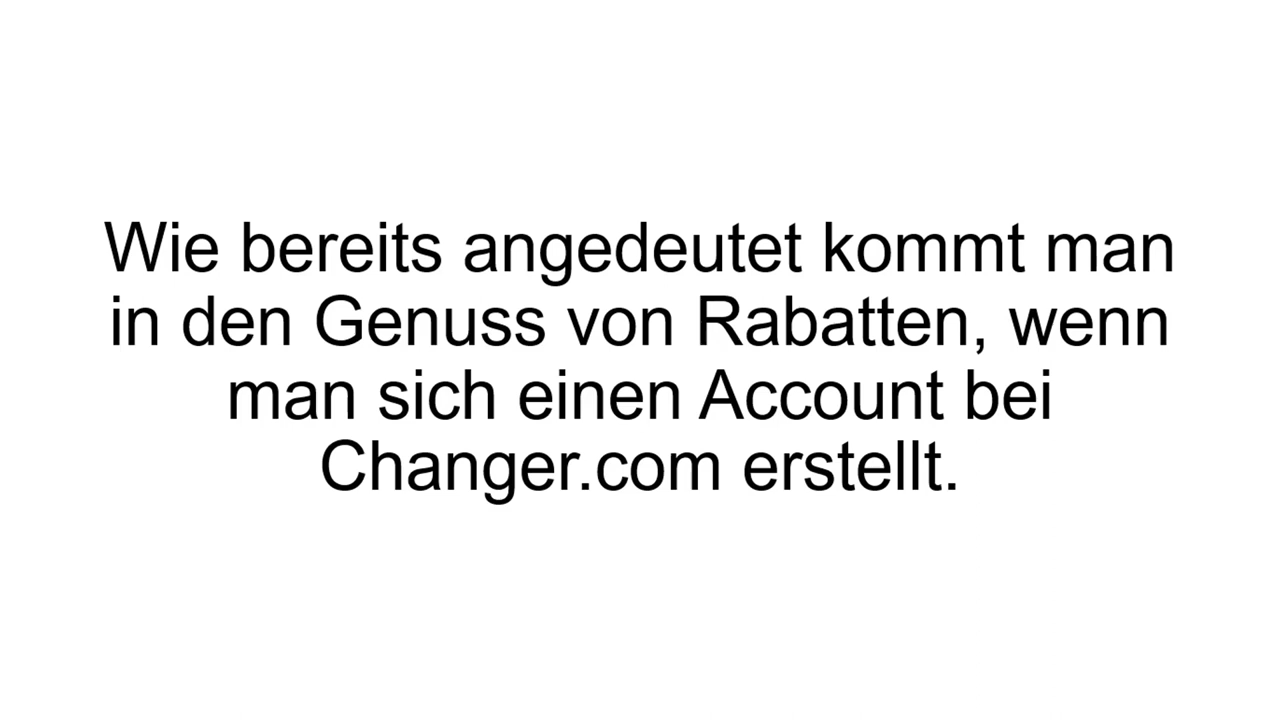 Wie bereits angedeutet kommt man
in den Genuss von Rabatten, wenn
man sich einen Account bei
Changer.com erstellt.